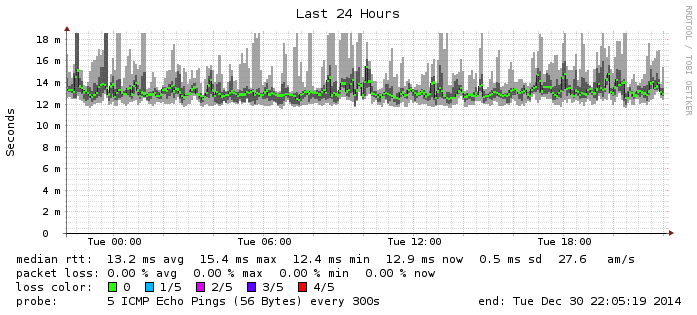 Last 24 Hours
RRDTOOL / TOBI OETIKER
Seconds
18 m
16 m
14 m
12 m
10 m
8 m
6 m
4 m
2 m
0
Tue 00:00 Tue 06:00 Tue 12:00 Tue 18:00
median rtt: 13.2 ms avg 15.4 ms max 12.4 ms min 12.9 ms now 0.5 ms sd 27.6 am/s
packet loss: 0.00 % avg 0.00 % max 0.00 % min 0.00 % now
loss color: 0 1/5 2/5 3/5 4/5
probe: 5 ICMP Echo Pings (56 Bytes) every 300s end: Tue Dec 30 22:05:19 2014